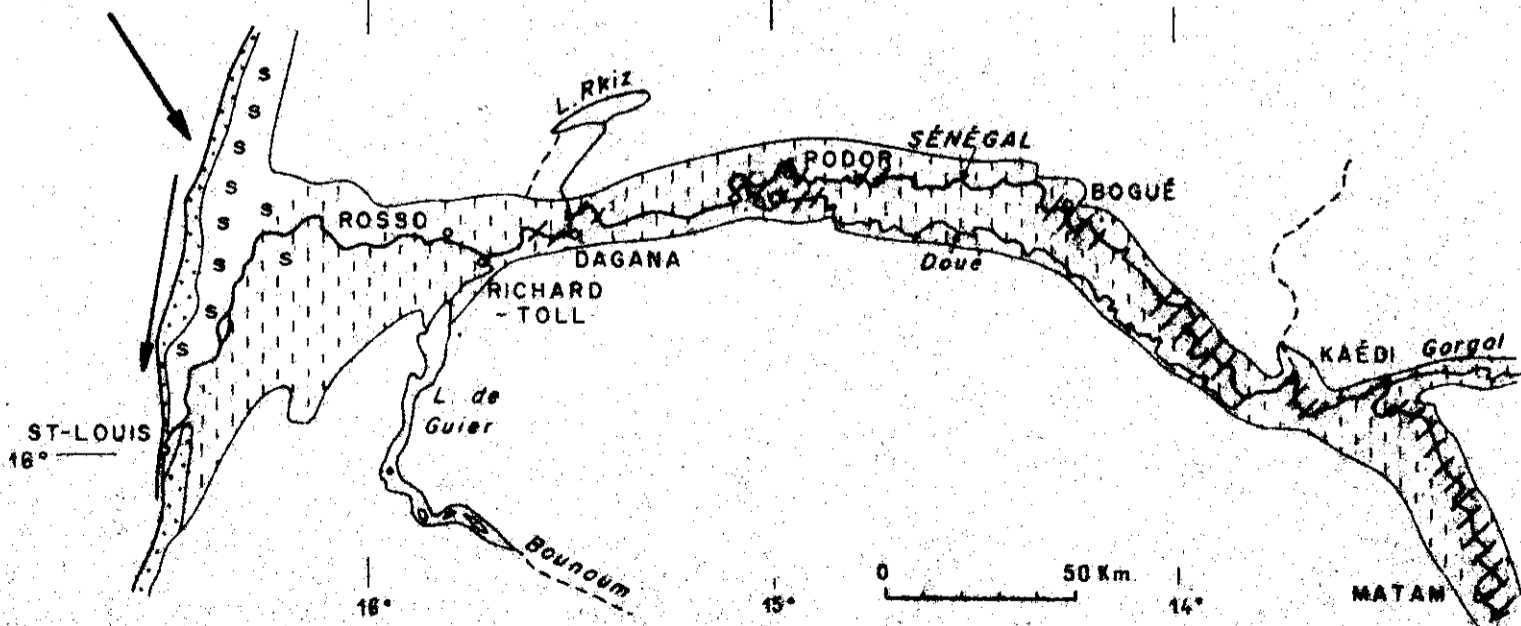 L. RKiz
SÉNÉGAL
PODOR
BOGUÉ
ROSSO
DAGANA
Doué
RICHARD
-TOLL
KAÉDI Gorgol
L. de
Guier
ST-LOUIS
16°
Bounoum
0 50 Km
MATAM
16° 15° 14°
S
S
S
S
S
S
S
S
S
S
S